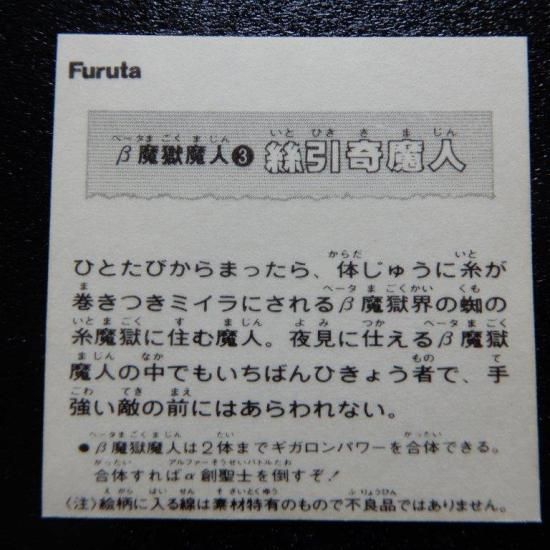 Furuta
β魔獄魔人❸ 絲引奇魔人
ひとたびからまったら、体じゅうに糸が
巻きつきミイラにされるβ魔獄界の蜘の
糸魔獄に住む魔人。夜見に仕えるβ魔獄
魔人の中でもいちばんひきょう者で、手
強い敵の前にはあらわれない。
●β魔獄魔人は2体までギガロンパワーを合体できる。
合体すればα創聖士を倒すぞ!
〈注〉絵柄に入る線は素材特有のもので不良品ではありません。